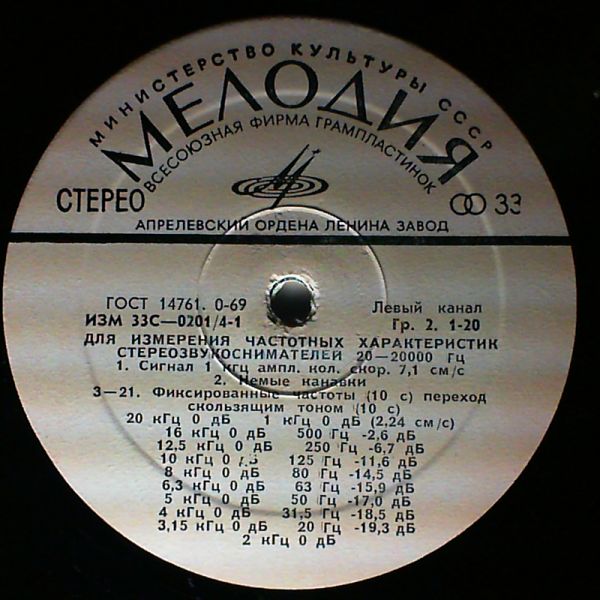 МИНИСТЕРСТВО КУЛЬТУРЫ СССР
МЕЛОДИЯ
ВСЕСОЮЗНАЯ ФИРМА ГРАМПЛАСТИНОК
СТЕРЕО
33
АПРЕЛЕВСКИЙ ОРДЕНА ЛЕНИНА ЗАВОД
ГОСТ 14761. 0-69 Левый канал
ИЗМ 33С—0201/4-1 Гр. 2. 1-20
ДЛЯ ИЗМЕРЕНИЯ ЧАСТОТНЫХ ХАРАКТЕРИСТИК
СТЕРЕОЗВУКОСНИМАТЕЛЕЙ 20—20000 Гц
1. Сигнал 1 кгц ампл. кол. скор. 7,1 см/с
2. Немые канавки
3—21. Фиксированные частоты (10 с) переход
скользящим тоном (10 с)
20 кГц 0 дБ 1 кГц 0 дБ (2,24 см/с)
16 кГц 0 дБ 500 Гц -2,6 дБ
12,5 кГц 0 дБ 250 Гц -6,7 дБ
10 кГц 0 дБ 125 Гц -11,6 дБ
8 кГц 0 дБ 80 Гц -14,5 дБ
6,3 кГц 0 дБ 63 Гц -15,9 дБ
5 кГц 0 дБ 50 Гц -17,0 дБ
4 кГц 0 дБ 31,5 Гц -18,5 дБ
3,15 кГц 0 дБ 20 Гц -19,3 дБ
2 кГц 0 дБ